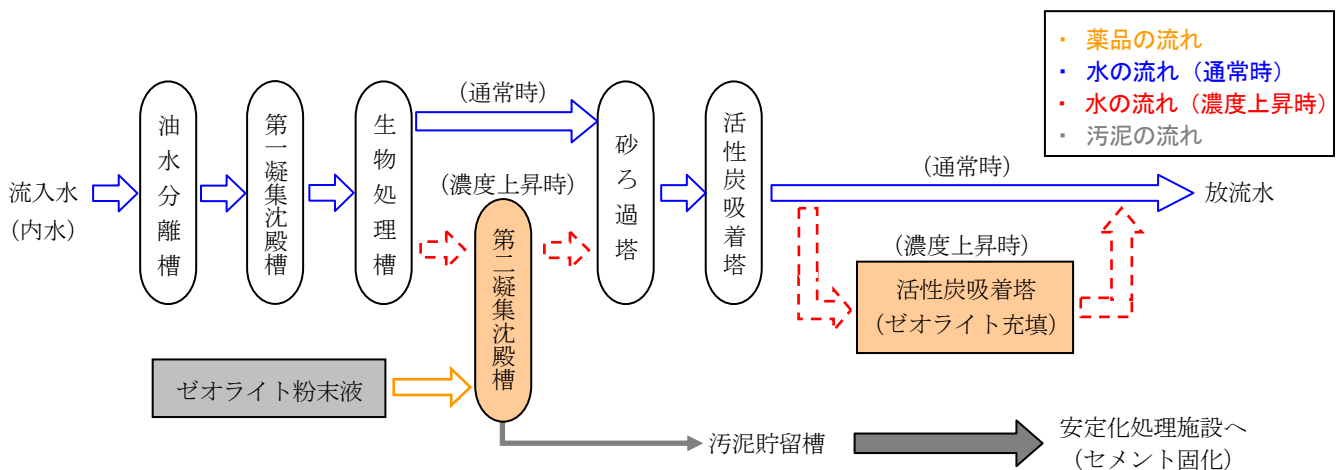 ・ 薬品の流れ
・ 水の流れ（通常時）
・ 水の流れ（濃度上昇時）
・ 汚泥の流れ
流入水
（内水）
油水分離槽
第一凝集沈殿槽
生物処理槽
（通常時）
（濃度上昇時）
第二凝集沈殿槽
砂ろ過塔
活性炭吸着塔
（通常時）
放流水
（濃度上昇時）
活性炭吸着塔
（ゼオライト充填）
ゼオライト粉末液
汚泥貯留槽
安定化処理施設へ
（セメント固化）